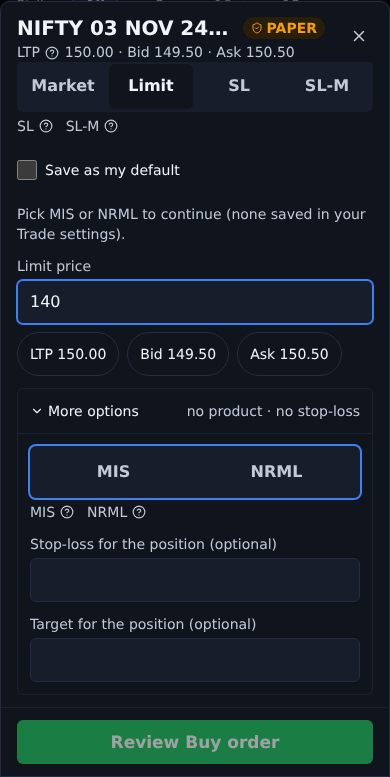 NIFTY 03 NOV 24... PAPER
LTP ? 150.00 · Bid 149.50 · Ask 150.50
Market Limit SL SL-M
SL ? SL-M ?
Save as my default
Pick MIS or NRML to continue (none saved in your
Trade settings).
Limit price
140
LTP 150.00 Bid 149.50 Ask 150.50
More options no product · no stop-loss
MIS NRML
MIS ? NRML ?
Stop-loss for the position (optional)
Target for the position (optional)
Review Buy order